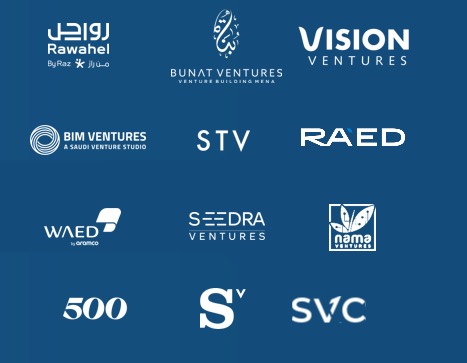 رواحل
Rawahel
By Raz من راز
BUNAT VENTURES
VENTURE BUILDING MENA
VISION
VENTURES
BIM VENTURES
A SAUDI VENTURE STUDIO
STV
RAED
WAED
by aramco
SEEDRA
VENTURES
nama
VENTURES
500
Sv
SVC